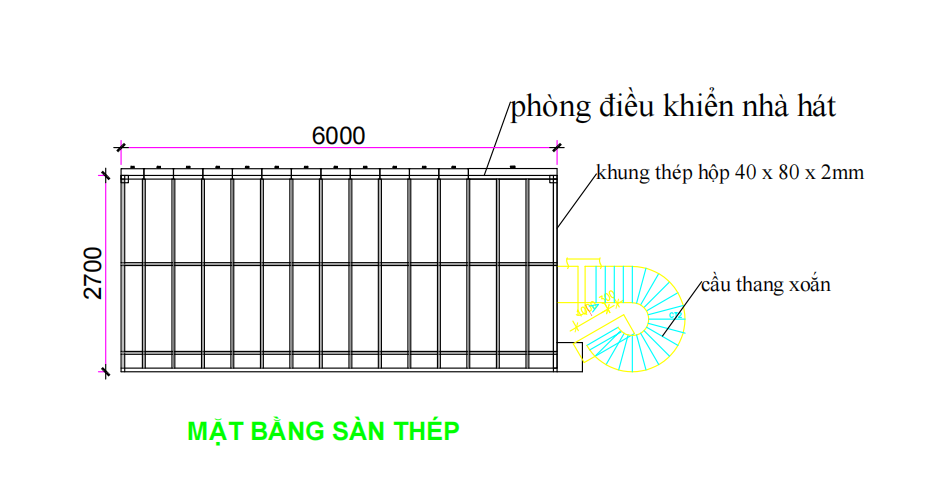 phòng điều khiển nhà hát
6000
khung thép hộp 40 x 80 x 2mm
2700
cầu thang xoắn
MẶT BẰNG SÀN THÉP